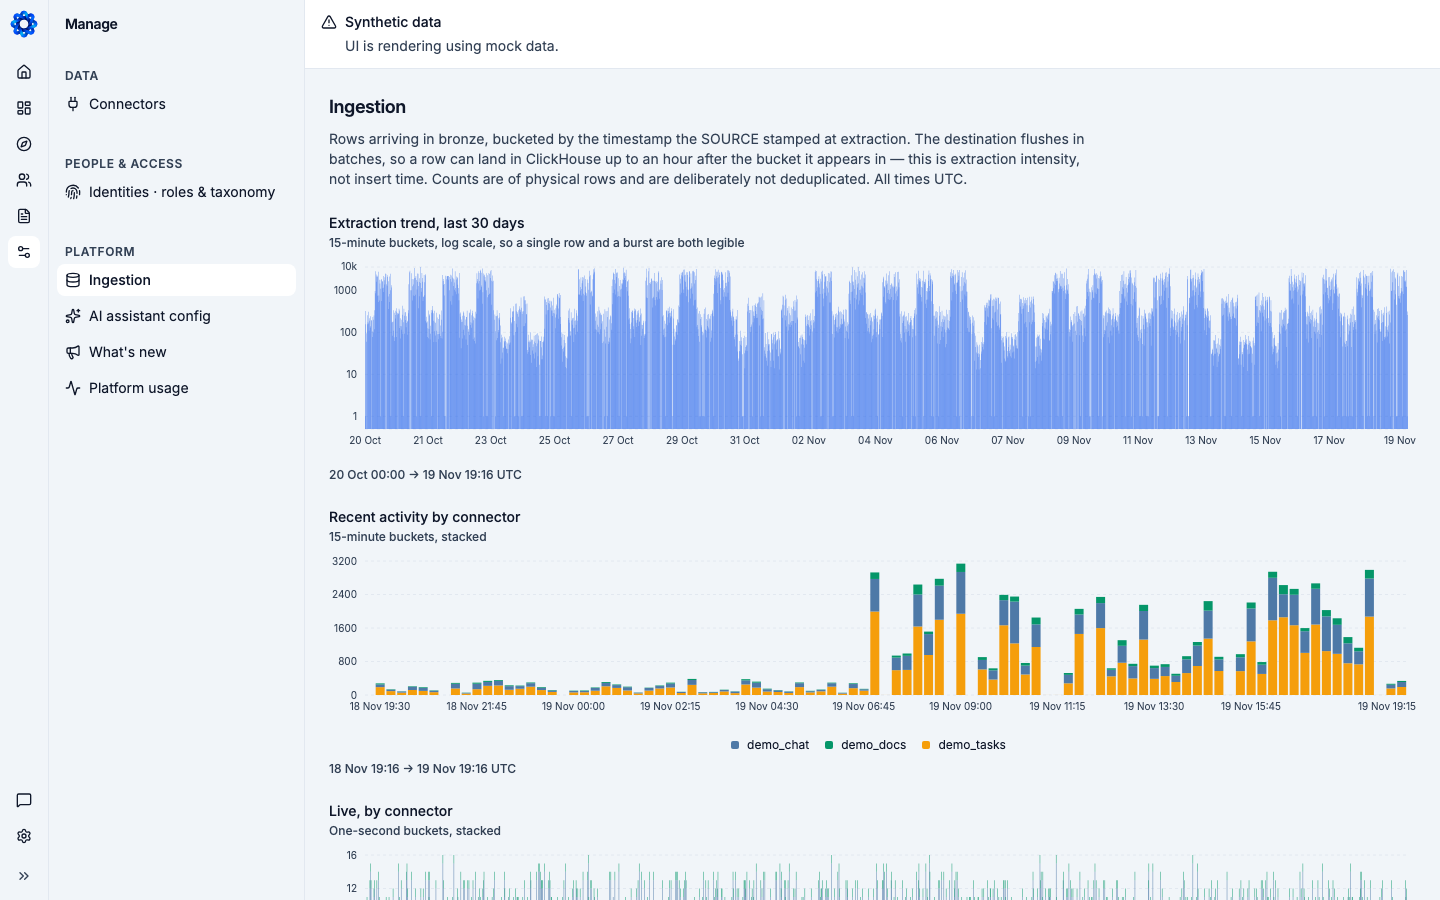 Manage
DATA
Connectors
PEOPLE & ACCESS
Identities · roles & taxonomy
PLATFORM
Ingestion
AI assistant config
What's new
Platform usage
Synthetic data
UI is rendering using mock data.
Ingestion
Rows arriving in bronze, bucketed by the timestamp the SOURCE stamped at extraction. The destination flushes in
batches, so a row can land in ClickHouse up to an hour after the bucket it appears in — this is extraction intensity,
not insert time. Counts are of physical rows and are deliberately not deduplicated. All times UTC.
Extraction trend, last 30 days
15-minute buckets, log scale, so a single row and a burst are both legible
10k
1000
100
10
1
20 Oct 21 Oct 23 Oct 25 Oct 27 Oct 29 Oct 31 Oct 02 Nov 04 Nov 06 Nov 07 Nov 09 Nov 11 Nov 13 Nov 15 Nov 17 Nov 19 Nov
20 Oct 00:00 → 19 Nov 19:16 UTC
Recent activity by connector
15-minute buckets, stacked
3200
2400
1600
800
0
18 Nov 19:30 18 Nov 21:45 19 Nov 00:00 19 Nov 02:15 19 Nov 04:30 19 Nov 06:45 19 Nov 09:00 19 Nov 11:15 19 Nov 13:30 19 Nov 15:45 19 Nov 19:15
demo_chat demo_docs demo_tasks
18 Nov 19:16 → 19 Nov 19:16 UTC
Live, by connector
One-second buckets, stacked
16
12